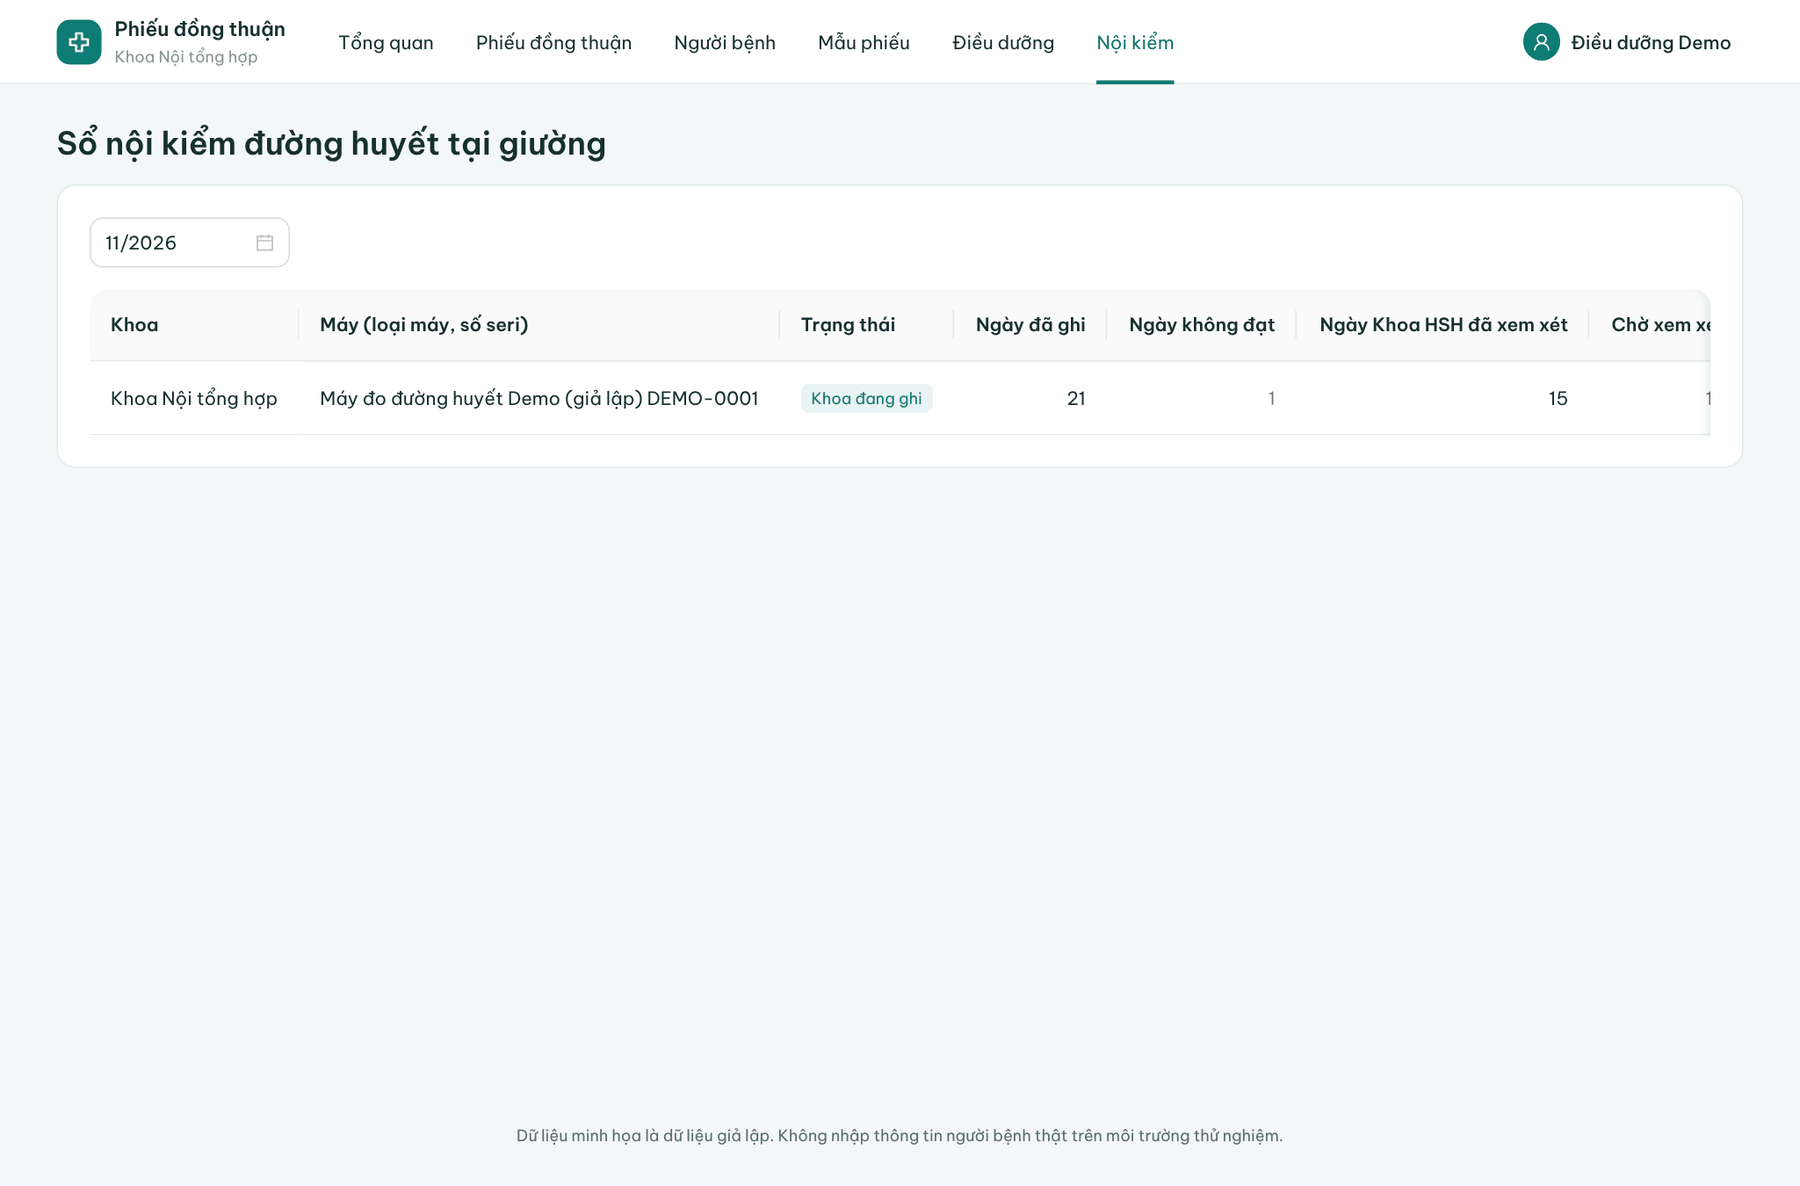 Phiếu đồng thuận
Khoa Nội tổng hợp
Tổng quan
Phiếu đồng thuận
Người bệnh
Mẫu phiếu
Điều dưỡng
Nội kiểm
Điều dưỡng Demo
Sổ nội kiểm đường huyết tại giường
11/2026
Khoa
Máy (loại máy, số seri)
Trạng thái
Ngày đã ghi
Ngày không đạt
Ngày Khoa HSH đã xem xét
Chờ xem
Khoa Nội tổng hợp
Máy đo đường huyết Demo (giả lập) DEMO-0001
Khoa đang ghi
21
1
15
Dữ liệu minh họa là dữ liệu giả lập. Không nhập thông tin người bệnh thật trên môi trường thử nghiệm.